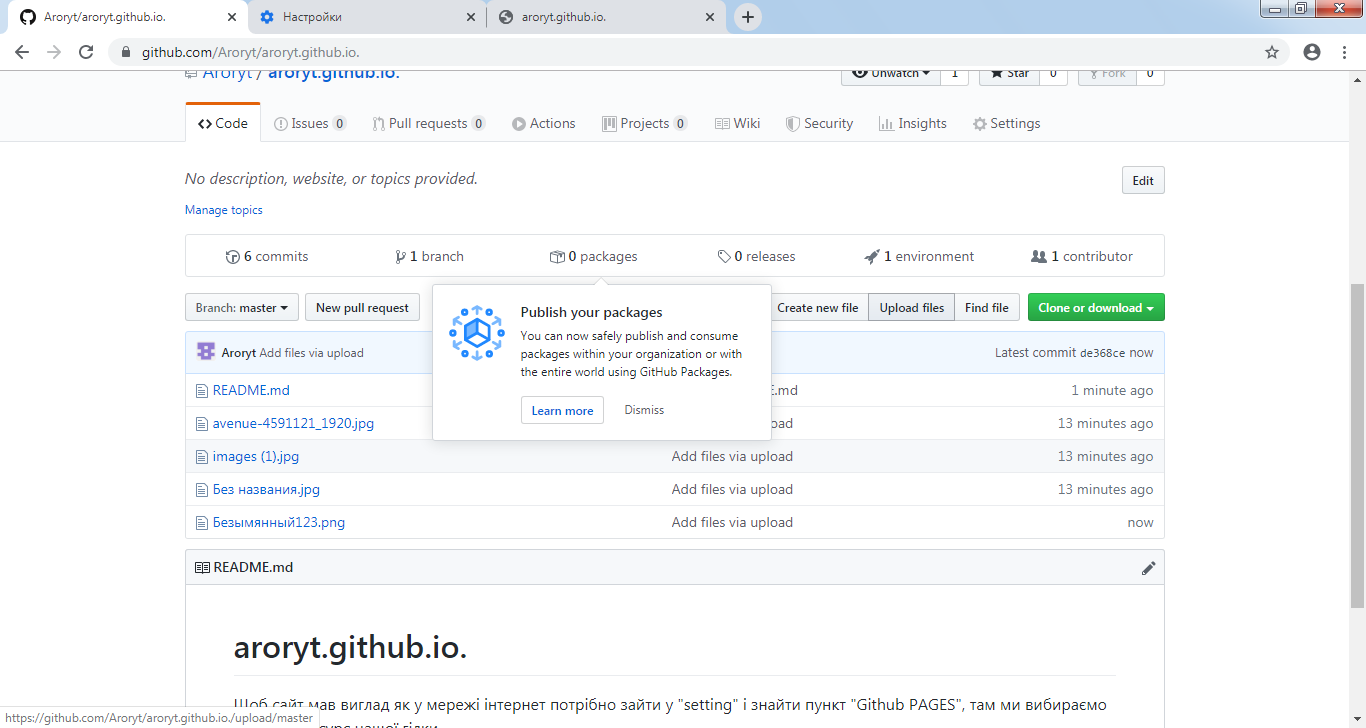 Aroryt/aroryt.github.io.
Настройки
aroryt.github.io.
github.com/Aroryt/aroryt.github.io.
Aroryt / aroryt.github.io.
Unwatch 1 Star 0 Fork 0
Code Issues 0 Pull requests 0 Actions Projects 0 Wiki Security Insights Settings
No description, website, or topics provided.
Edit
Manage topics
6 commits 1 branch 0 packages 0 releases 1 environment 1 contributor
Branch: master New pull request Create new file Upload files Find file Clone or download
Publish your packages
You can now safely publish and consume
packages within your organization or with
the entire world using GitHub Packages.
Learn more Dismiss
Aroryt Add files via upload Latest commit de368ce now
README.md E.md 1 minute ago
avenue-4591121_1920.jpg oad 13 minutes ago
images (1).jpg Add files via upload 13 minutes ago
Без названия.jpg Add files via upload 13 minutes ago
Безымянный123.png Add files via upload now
README.md
aroryt.github.io.
Щоб сайт мав вигляд як у мережі інтернет потрібно зайти у "setting" і знайти пункт "Github PAGES", там ми вибираємо
https://github.com/Aroryt/aroryt.github.io./upload/master